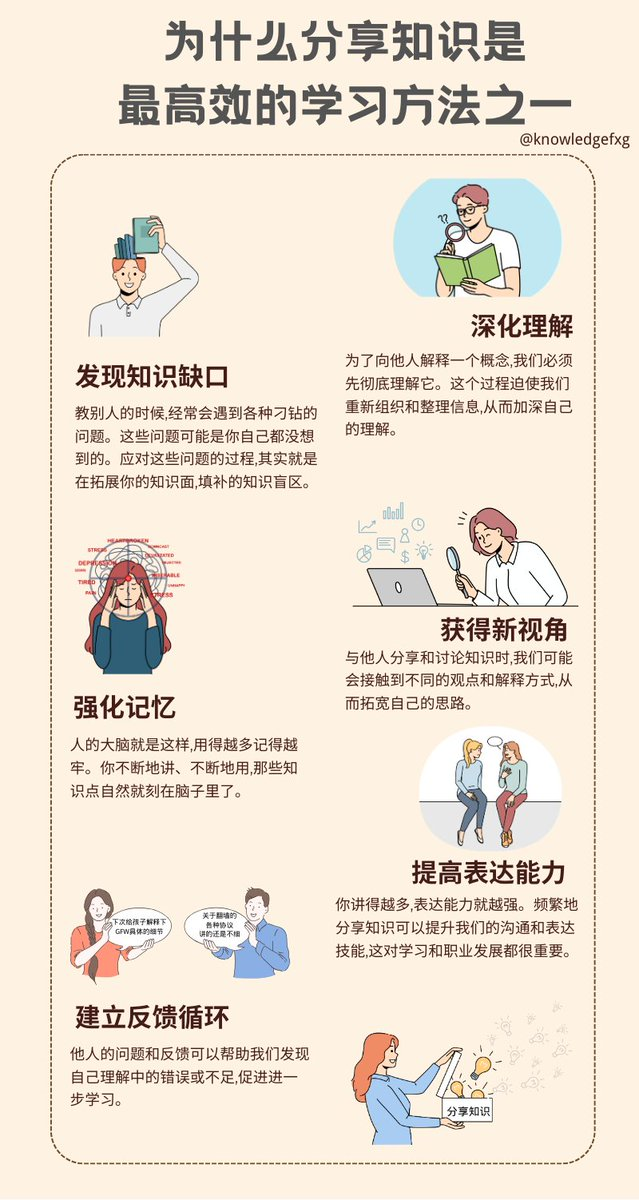 为什么分享知识是
最高效的学习方法之一
@knowledgefxg
发现知识缺口
教别人的时候,经常会遇到各种刁钻的
问题。这些问题可能是你自己都没想
到的。应对这些问题的过程,其实就是
在拓展你的知识面,填补的知识盲区。
??
深化理解
为了向他人解释一个概念,我们必须
先彻底理解它。这个过程迫使我们
重新组织和整理信息,从而加深自己
的理解。
HEARTBROKEN
STRESS
DOWNCAST
DEVASTATED
DEPRESSION
DEJECTED
DOWN
MISERABLE
TIRED
UNHAPPY
PAIN
STRESS
强化记忆
人的大脑就是这样,用得越多记得越
牢。你不断地讲、不断地用,那些知
识点自然就刻在脑子里了。
$
获得新视角
与他人分享和讨论知识时,我们可能
会接触到不同的观点和解释方式,从
而拓宽自己的思路。
提高表达能力
你讲得越多,表达能力就越强。频繁地
分享知识可以提升我们的沟通和表达
技能,这对学习和职业发展都很重要。
下次给孩子解释下
GFW具体的细节
关于翻墙的
各种协议
讲的还是不细
建立反馈循环
他人的问题和反馈可以帮助我们发现
自己理解中的错误或不足,促进进一
步学习。
分享知识